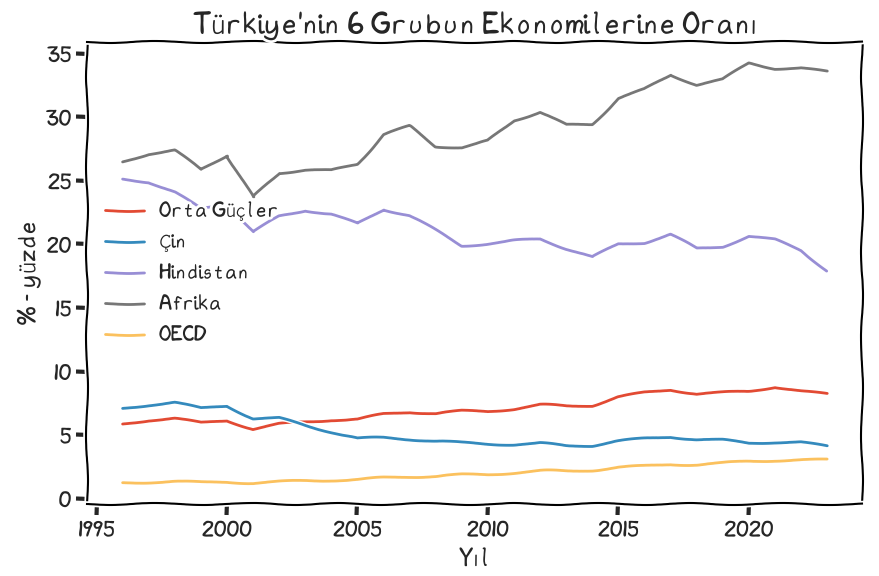 Türkiye'nin 6 Grubun Ekonomilerine Oranı
35
30
25
20
15
10
5
0
%-yüzde
Orta Güçler
Çin
Hindistan
Afrika
OECD
1995 2000 2005 2010 2015 2020
Yıl